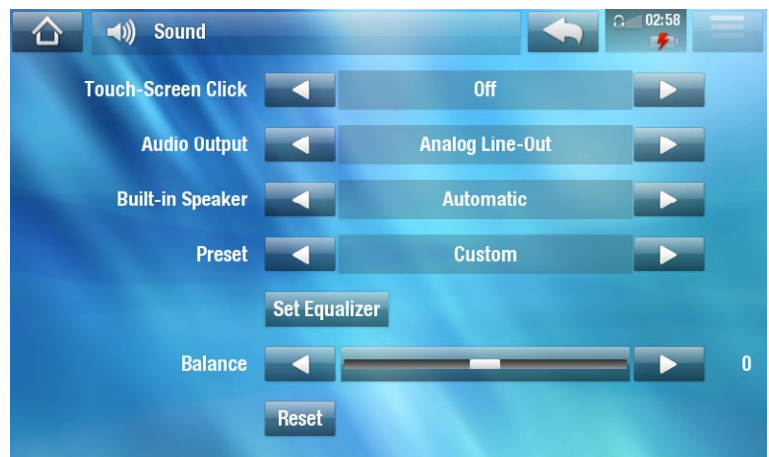 Sound
02:58
Touch-Screen Click Off
Audio Output Analog Line-Out
Built-in Speaker Automatic
Preset Custom
Set Equalizer
Balance 0
Reset